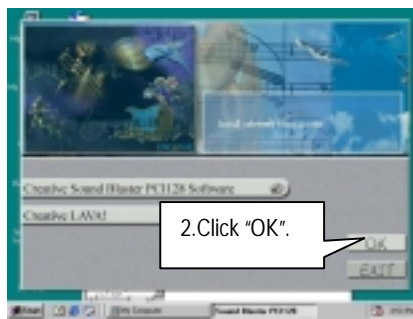 Creative Sound Blaster PCI128 Software
Creative LAVA!
2.Click “OK”.
OK
EXIT
Start
My Computer
Sound Blaster PCI128